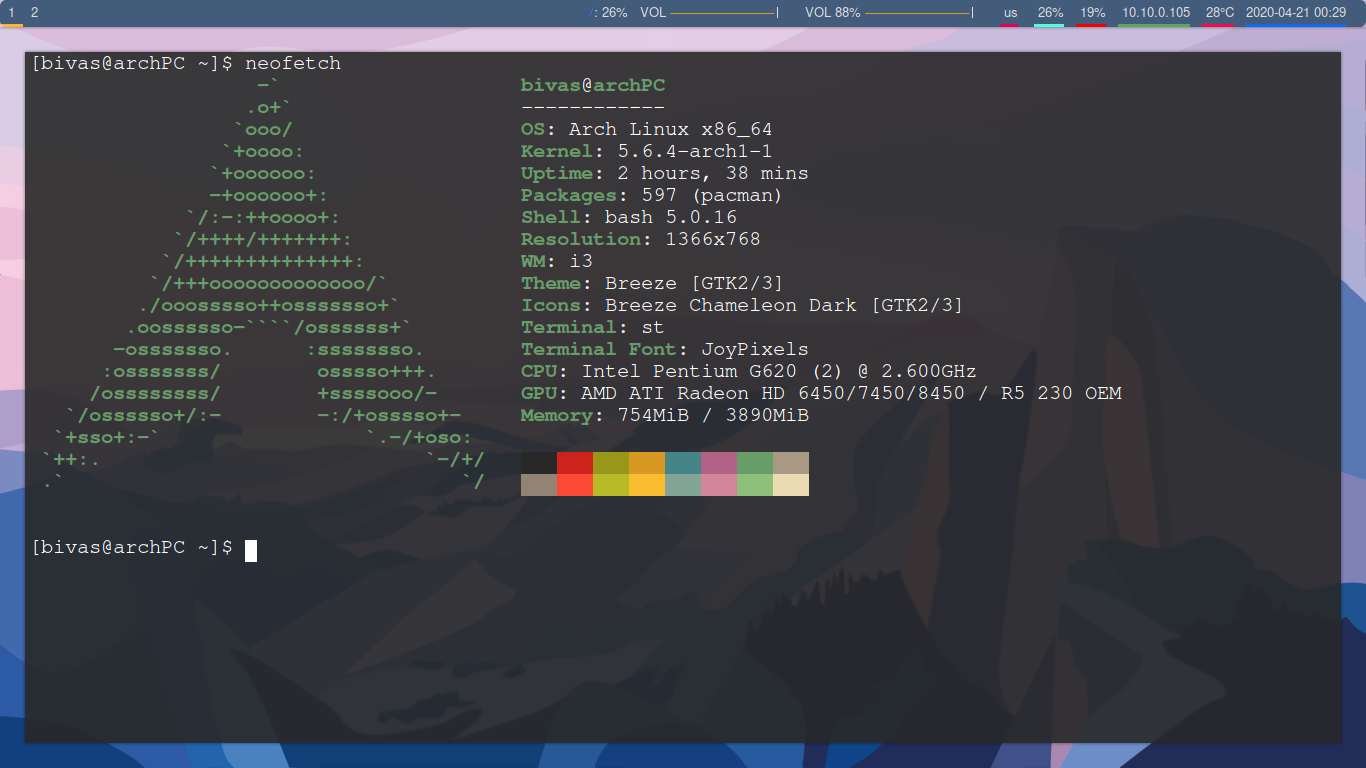 1 2 /: 26% VOL VOL 88% us 26% 19% 10.10.0.105 28°C 2020-04-21 00:29
[bivas@archPC ~]$ neofetch
-`
.o+` bivas@archPC
`ooo/ ------------
`+oooo: OS: Arch Linux x86_64
`+oooooo: Kernel: 5.6.4-arch1-1
-+oooooo+: Uptime: 2 hours, 38 mins
`/:-:++oooo+: Packages: 597 (pacman)
`/++++/+++++++: Shell: bash 5.0.16
`/++++++++++++++: Resolution: 1366x768
`/+++ooooooooooooo/` WM: i3
./ooosssso++osssssso+` Theme: Breeze [GTK2/3]
.oossssso-````/ossssss+` Icons: Breeze Chameleon Dark [GTK2/3]
-osssssso. :ssssssso. Terminal: st
:osssssss/ osssso+++. Terminal Font: JoyPixels
/ossssssss/ +ssssooo/- CPU: Intel Pentium G620 (2) @ 2.600GHz
`/ossssso+/:- -:/+osssso+- GPU: AMD ATI Radeon HD 6450/7450/8450 / R5 230 OEM
`+sso+:-` `.-/+oso: Memory: 754MiB / 3890MiB
`++:. `-/+/
.` `/
[bivas@archPC ~]$